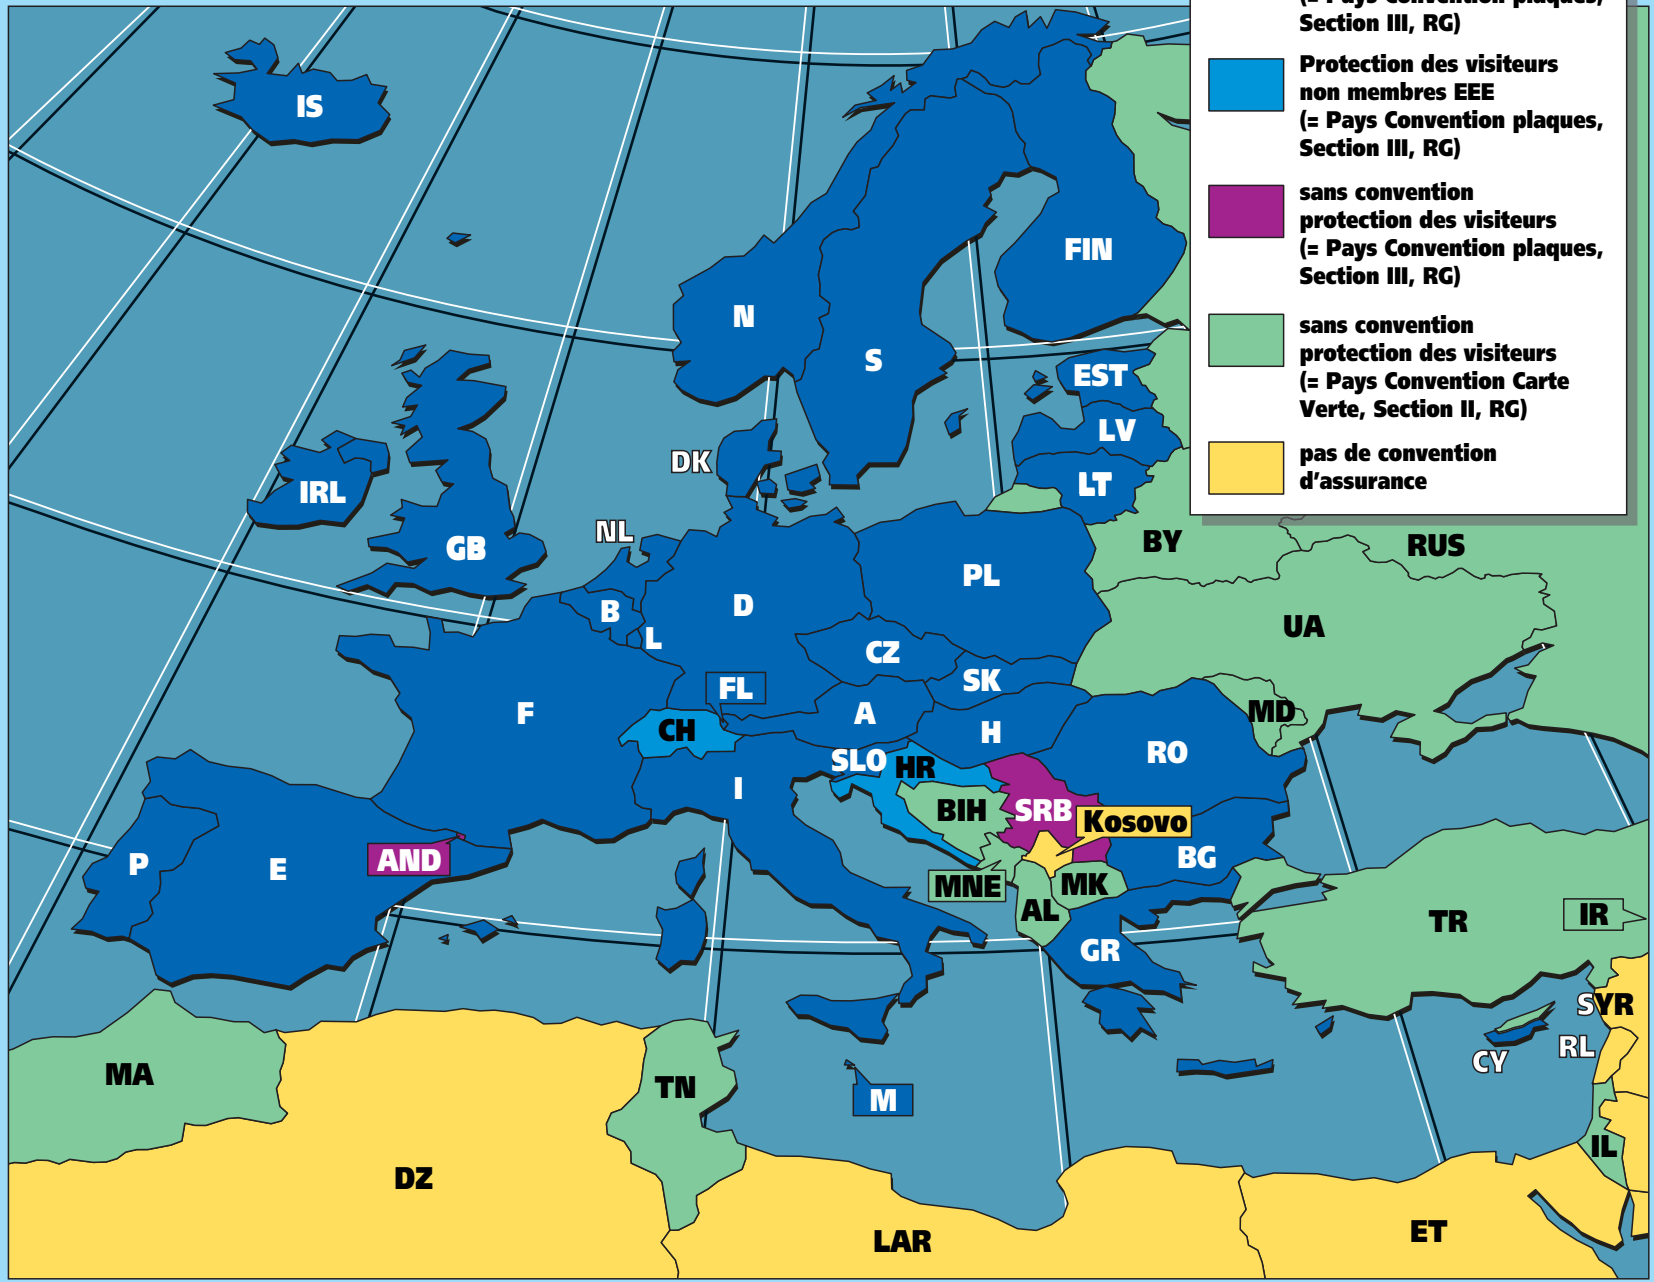 (= Pays Convention plaques,
Section III, RG)
Protection des visiteurs
non membres EEE
(= Pays Convention plaques,
Section III, RG)
sans convention
protection des visiteurs
(= Pays Convention plaques,
Section III, RG)
sans convention
protection des visiteurs
(= Pays Convention Carte
Verte, Section II, RG)
pas de convention
d'assurance
IS
FIN
N
S
EST
LV
DK
LT
IRL
NL
GB
BY
RUS
PL
D
B
L
UA
CZ
SK
FL
F
A
MD
CH
H
RO
SLO
HR
I
BIH
SRB
Kosovo
P
E
AND
BG
MNE
MK
AL
TR
IR
GR
SYR
RL
CY
MA
TN
M
IL
DZ
LAR
ET